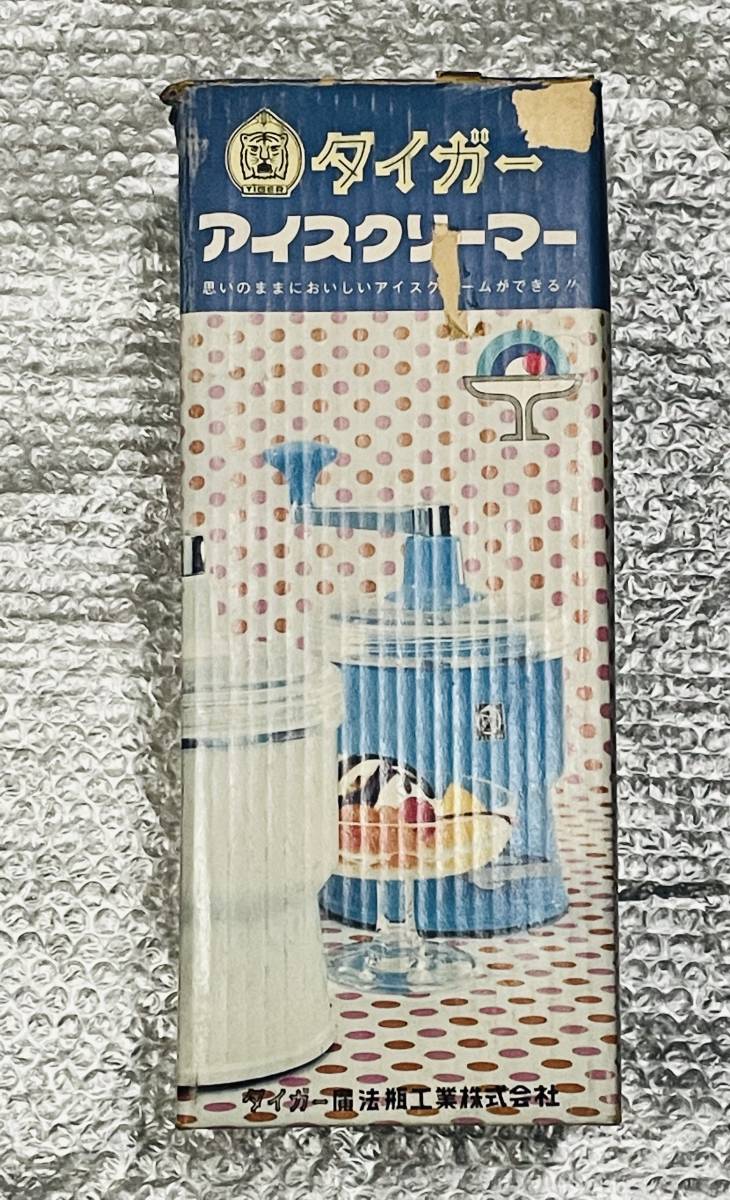 TIGER
タイガー
アイスクリーマー
思いのままにおいしいアイスク ームができる!!
タイガー魔法瓶工業株式会社